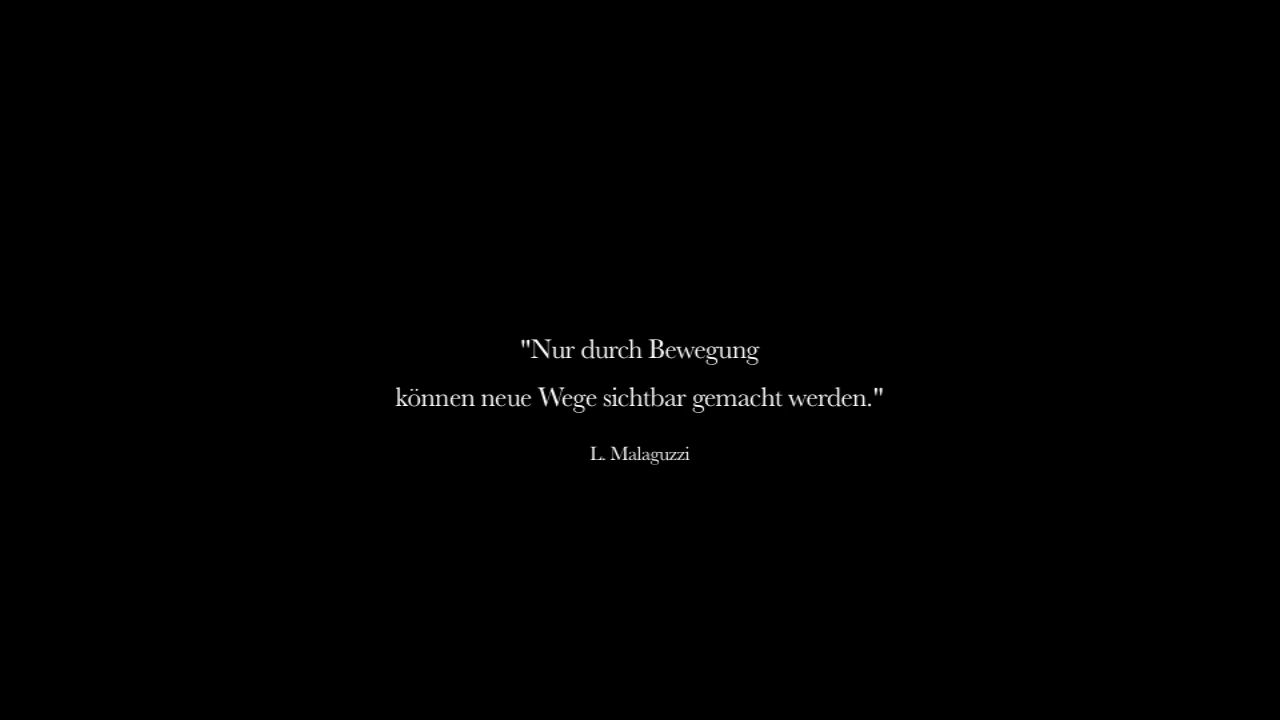 "Nur durch Bewegung
können neue Wege sichtbar gemacht werden."
L. Malaguzzi